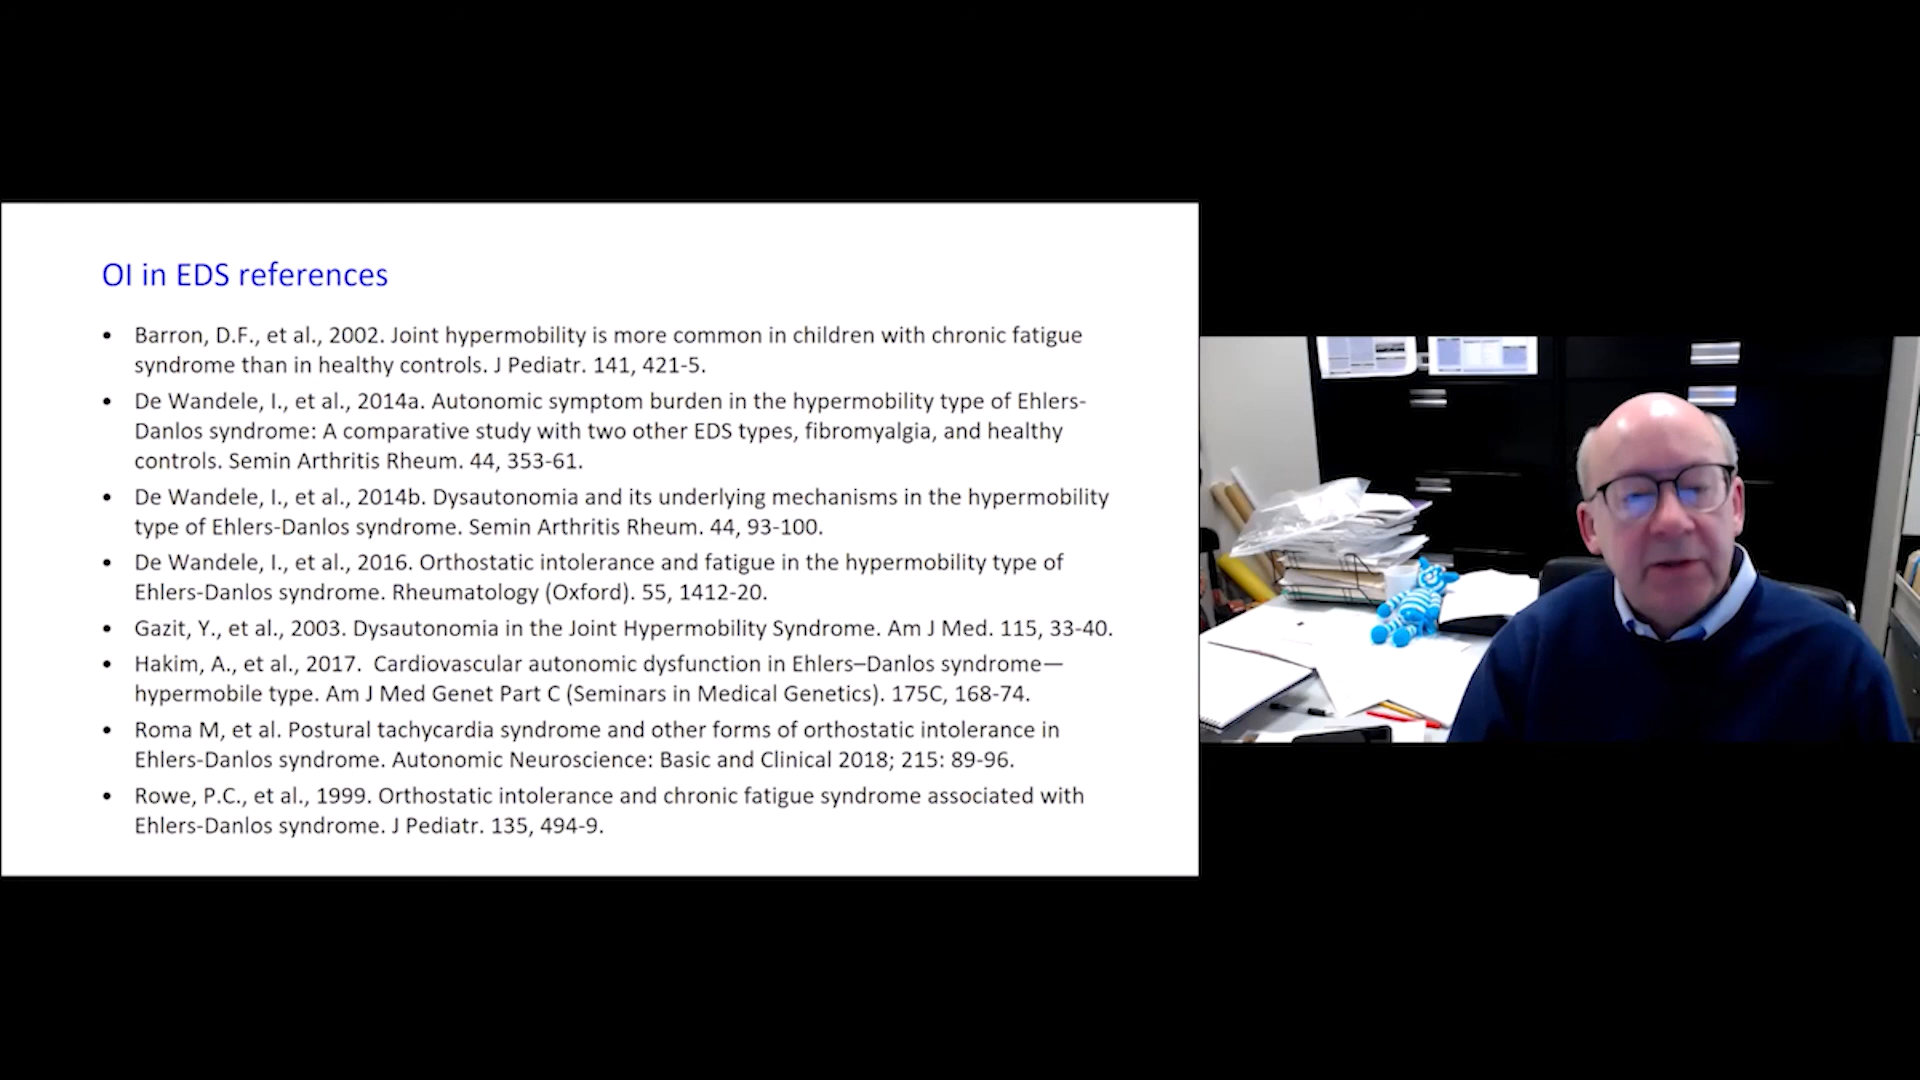 OI in EDS references
• Barron, D.F., et al., 2002. Joint hypermobility is more common in children with chronic fatigue
syndrome than in healthy controls. J Pediatr. 141, 421-5.
• De Wandele, I., et al., 2014a. Autonomic symptom burden in the hypermobility type of Ehlers-
Danlos syndrome: A comparative study with two other EDS types, fibromyalgia, and healthy
controls. Semin Arthritis Rheum. 44, 353-61.
• De Wandele, I., et al., 2014b. Dysautonomia and its underlying mechanisms in the hypermobility
type of Ehlers-Danlos syndrome. Semin Arthritis Rheum. 44, 93-100.
• De Wandele, I., et al., 2016. Orthostatic intolerance and fatigue in the hypermobility type of
Ehlers-Danlos syndrome. Rheumatology (Oxford). 55, 1412-20.
• Gazit, Y., et al., 2003. Dysautonomia in the Joint Hypermobility Syndrome. Am J Med. 115, 33-40.
• Hakim, A., et al., 2017.  Cardiovascular autonomic dysfunction in Ehlers–Danlos syndrome—
hypermobile type. Am J Med Genet Part C (Seminars in Medical Genetics). 175C, 168-74.
• Roma M, et al. Postural tachycardia syndrome and other forms of orthostatic intolerance in
Ehlers-Danlos syndrome. Autonomic Neuroscience: Basic and Clinical 2018; 215: 89-96.
• Rowe, P.C., et al., 1999. Orthostatic intolerance and chronic fatigue syndrome associated with
Ehlers-Danlos syndrome. J Pediatr. 135, 494-9.